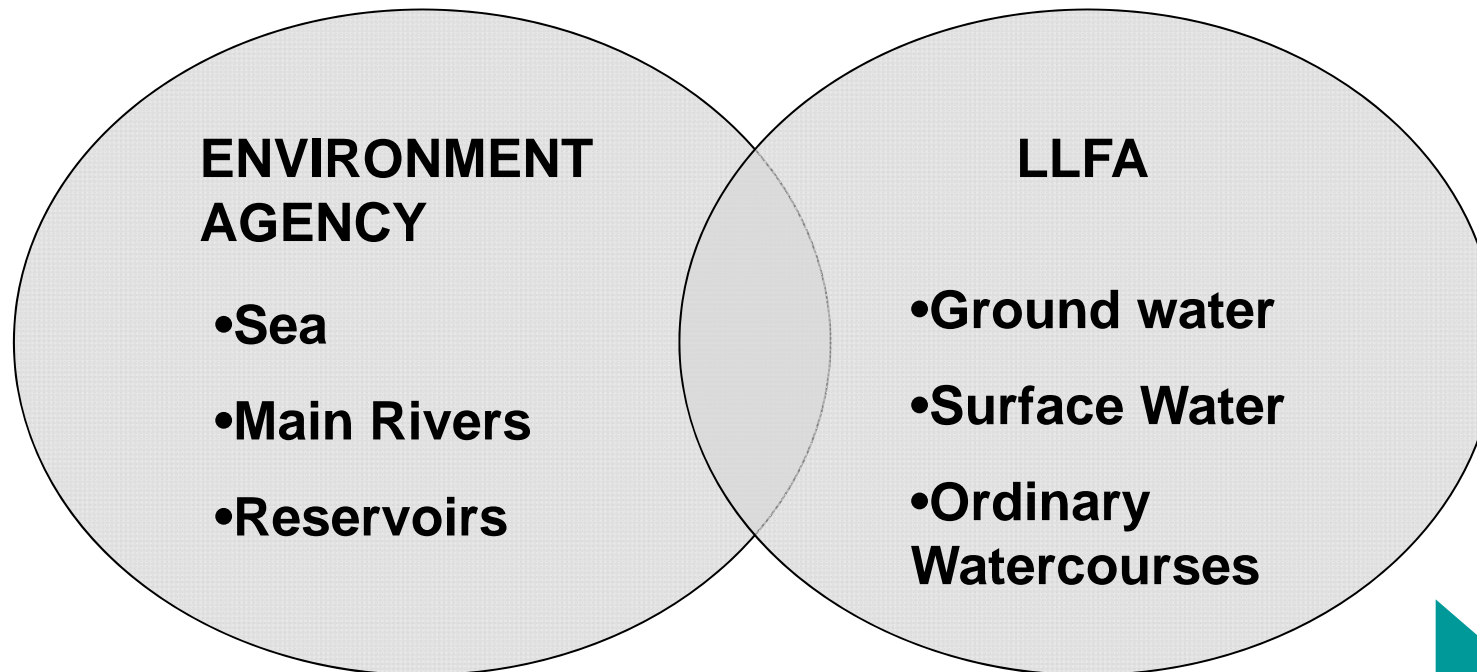 ENVIRONMENT
AGENCY
•Sea
•Main Rivers
•Reservoirs
LLFA
•Ground water
•Surface Water
•Ordinary
Watercourses